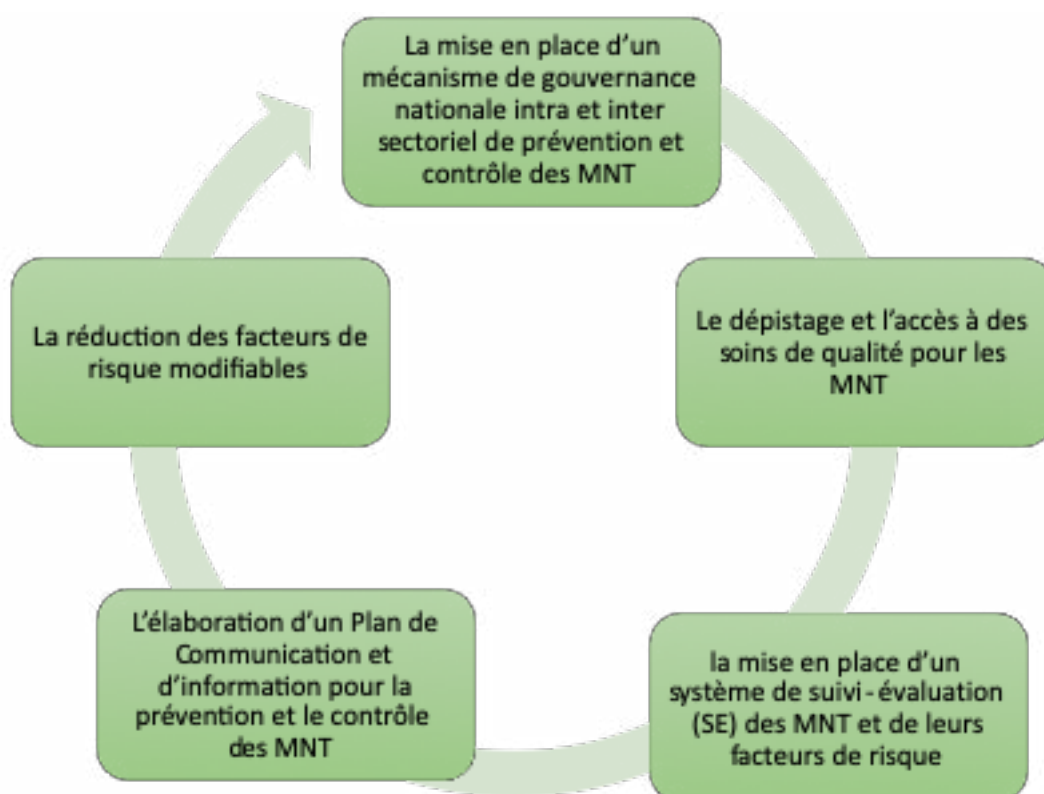 La mise en place d'un
mécanisme de gouvernance
nationale intra et inter
sectoriel de prévention et
contrôle des MNT
Le dépistage et l'accès à des
soins de qualité pour les
MNT
la mise en place d'un
système de suivi-évaluation
(SE) des MNT et de leurs
facteurs de risque
L'élaboration d'un Plan de
Communication et
d'information pour la
prévention et le contrôle
des MNT
La réduction des facteurs de
risque modifiables